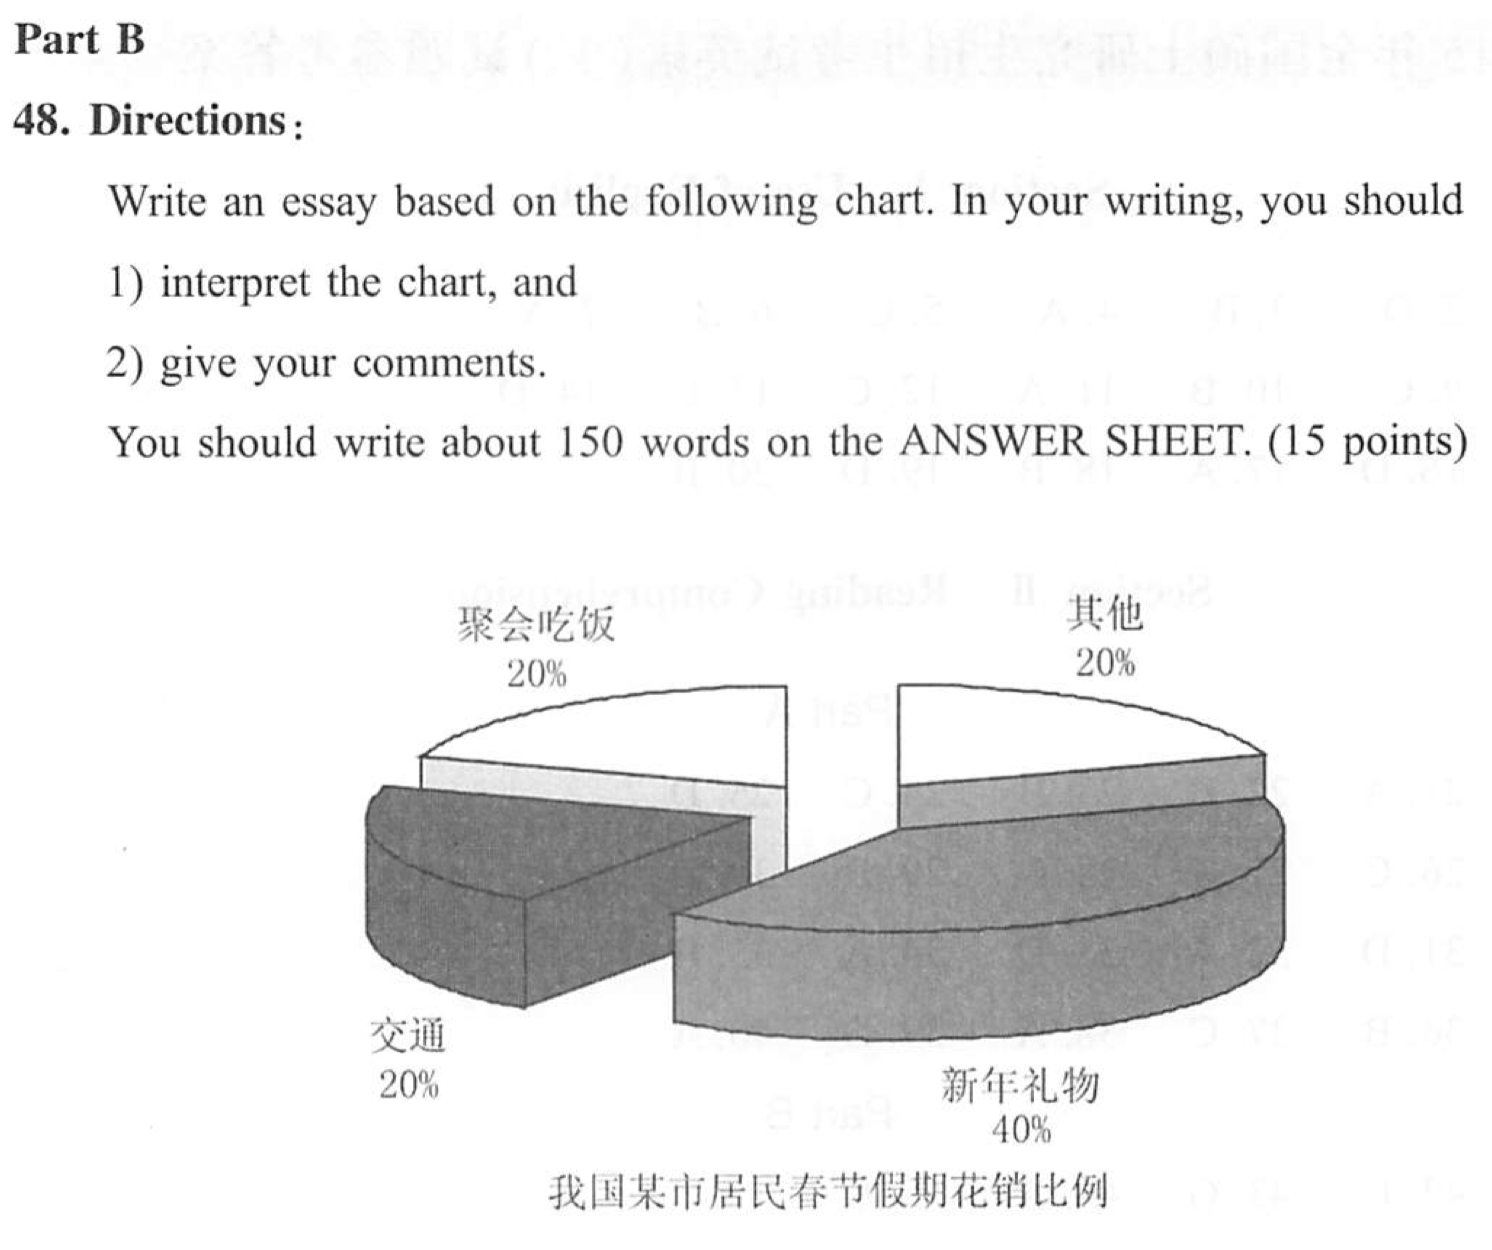 Part B
48. Directions:
Write an essay based on the following chart. In your writing, you should
1) interpret the chart, and
2) give your comments.
You should write about 150 words on the ANSWER SHEET. (15 points)
聚会吃饭
20%
其他
20%
交通
20%
新年礼物
40%
我国某市居民春节假期花销比例